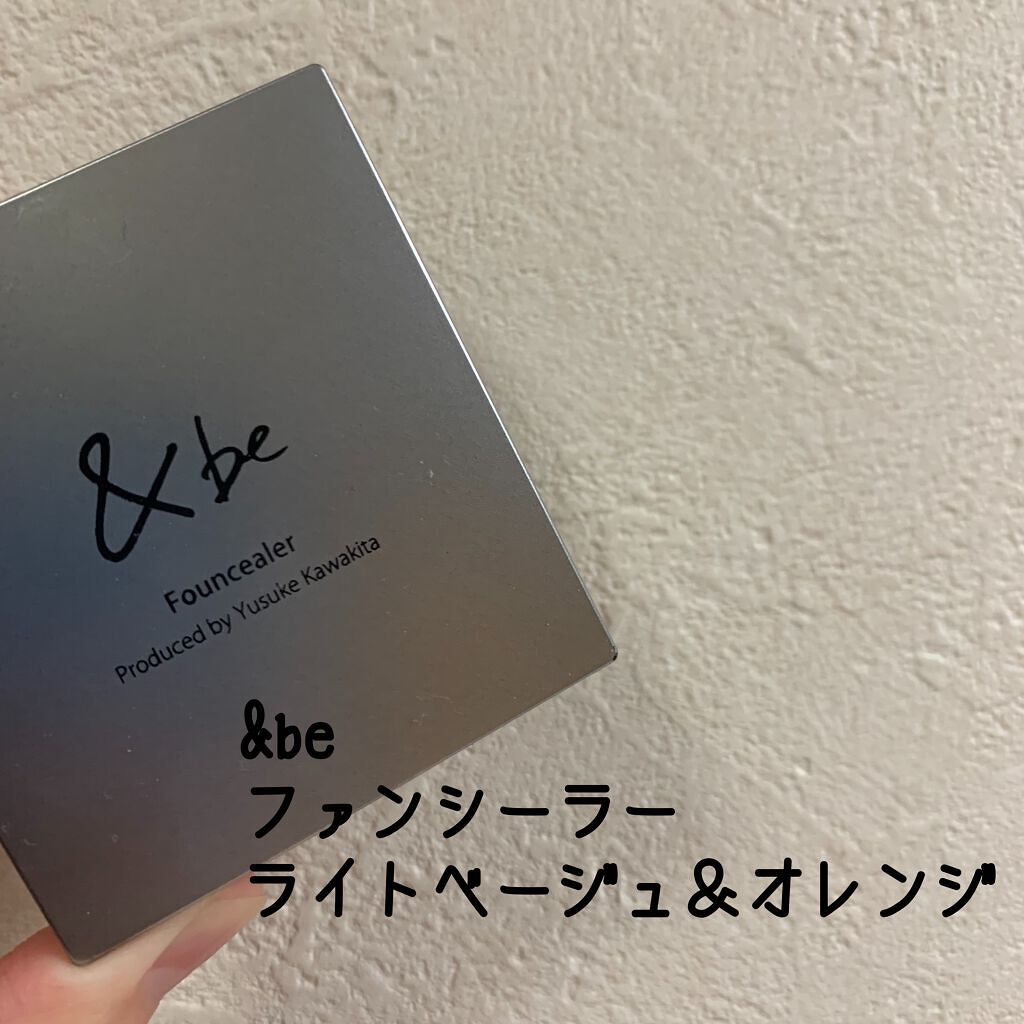 &be
Founcealer
Produced by Yusuke Kawakita
&be
ファンシーラー
ライトベージュ&オレンジ